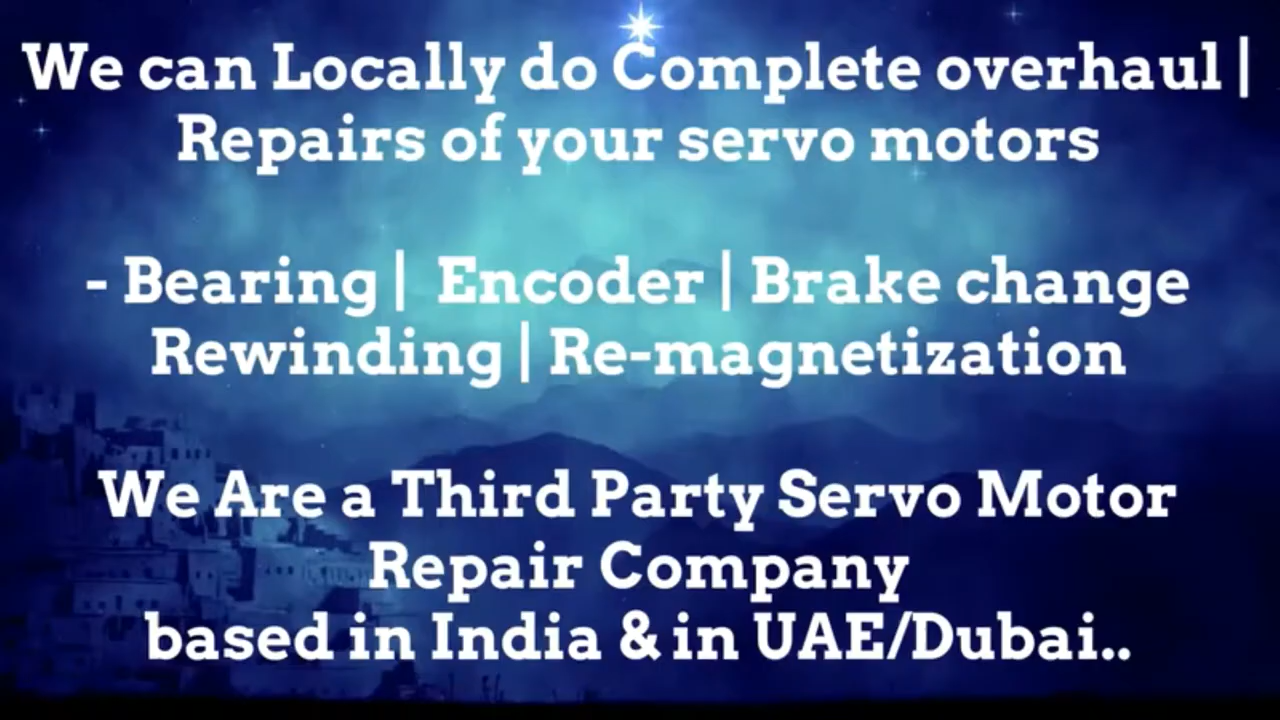 We can Locally do Complete overhaul |
Repairs of your servo motors
- Bearing | Encoder | Brake change
Rewinding | Re-magnetization
We Are a Third Party Servo Motor
Repair Company
based in India & in UAE/Dubai..